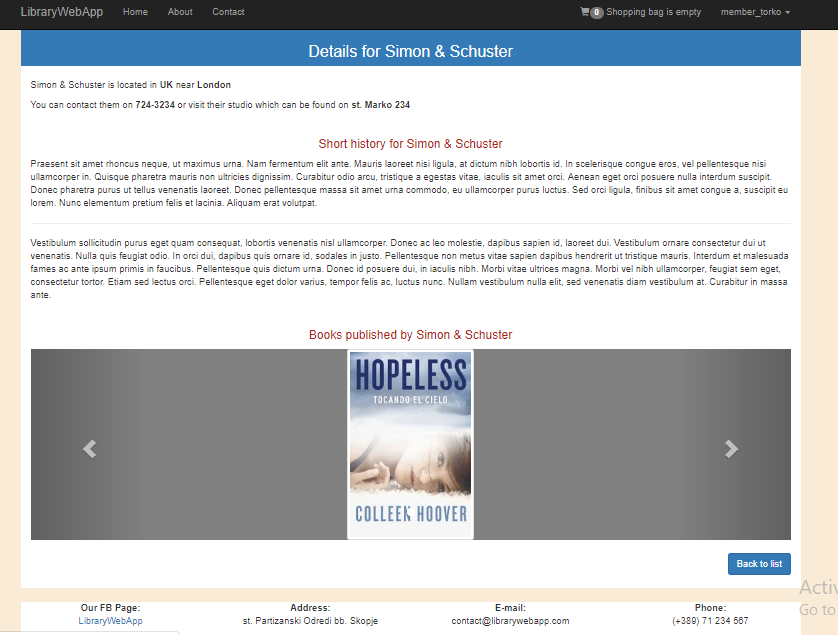 LibraryWebApp Home About Contact 0 Shopping bag is empty member_torko
Details for Simon & Schuster
Simon & Schuster is located in UK near London
You can contact them on 724-3234 or visit their studio which can be found on st. Marko 234
Short history for Simon & Schuster
Praesent sit amet rhoncus neque, ut maximus urna. Nam fermentum elit ante. Mauris laoreet nisi ligula, at dictum nibh lobortis id. In scelerisque congue eros, vel pellentesque nisi
ullamcorper in. Quisque pharetra mauris non ultricies dignissim. Curabitur odio arcu, tristique a egestas vitae, iaculis sit amet orci. Aenean eget orci posuere nulla interdum suscipit.
Donec pharetra purus ut tellus venenatis laoreet. Donec pellentesque massa sit amet urna commodo, eu ullamcorper purus luctus. Sed orci ligula, finibus sit amet congue a, suscipit eu
lorem. Nunc elementum pretium felis et lacinia. Aliquam erat volutpat.
Vestibulum sollicitudin purus eget quam consequat, lobortis venenatis nisl ullamcorper. Donec ac leo molestie, dapibus sapien id, laoreet dui. Vestibulum ornare consectetur dui ut
venenatis. Nulla quis feugiat odio. In orci dui, dapibus quis ornare id, sodales in justo. Pellentesque non metus vitae sapien dapibus hendrerit ut tristique mauris. Interdum et malesuada
fames ac ante ipsum primis in faucibus. Pellentesque quis dictum urna. Donec id posuere dui, in iaculis nibh. Morbi vitae ultrices magna. Morbi vel nibh ullamcorper, feugiat sem eget,
consectetur tortor. Etiam sed lectus orci. Pellentesque eget dolor varius, tempor felis ac, luctus nunc. Nullam vestibulum nulla elit, sed venenatis diam vestibulum at. Curabitur in massa
ante.
Books published by Simon & Schuster
HOPELESS
TOCANDO EL CIELO
COLLEEN HOOVER
Back to list
Activ
Go to
Our FB Page: Address: E-mail: Phone:
LibraryWebApp st. Partizanski Odredi bb. Skopje contact@librarywebapp.com (+389) 71 234 567